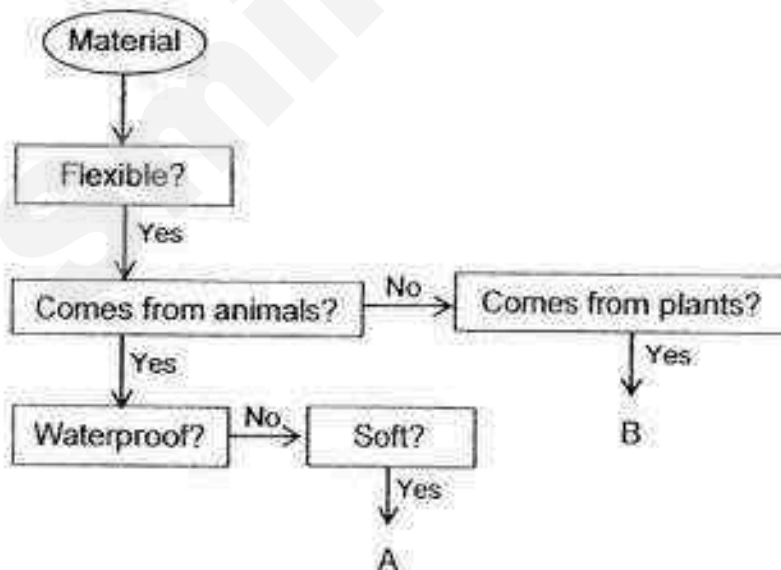 Material
Flexible?
Yes
Comes from animals?
No
Comes from plants?
Yes
Yes
Waterproof?
No
Soft?
B
Yes
A